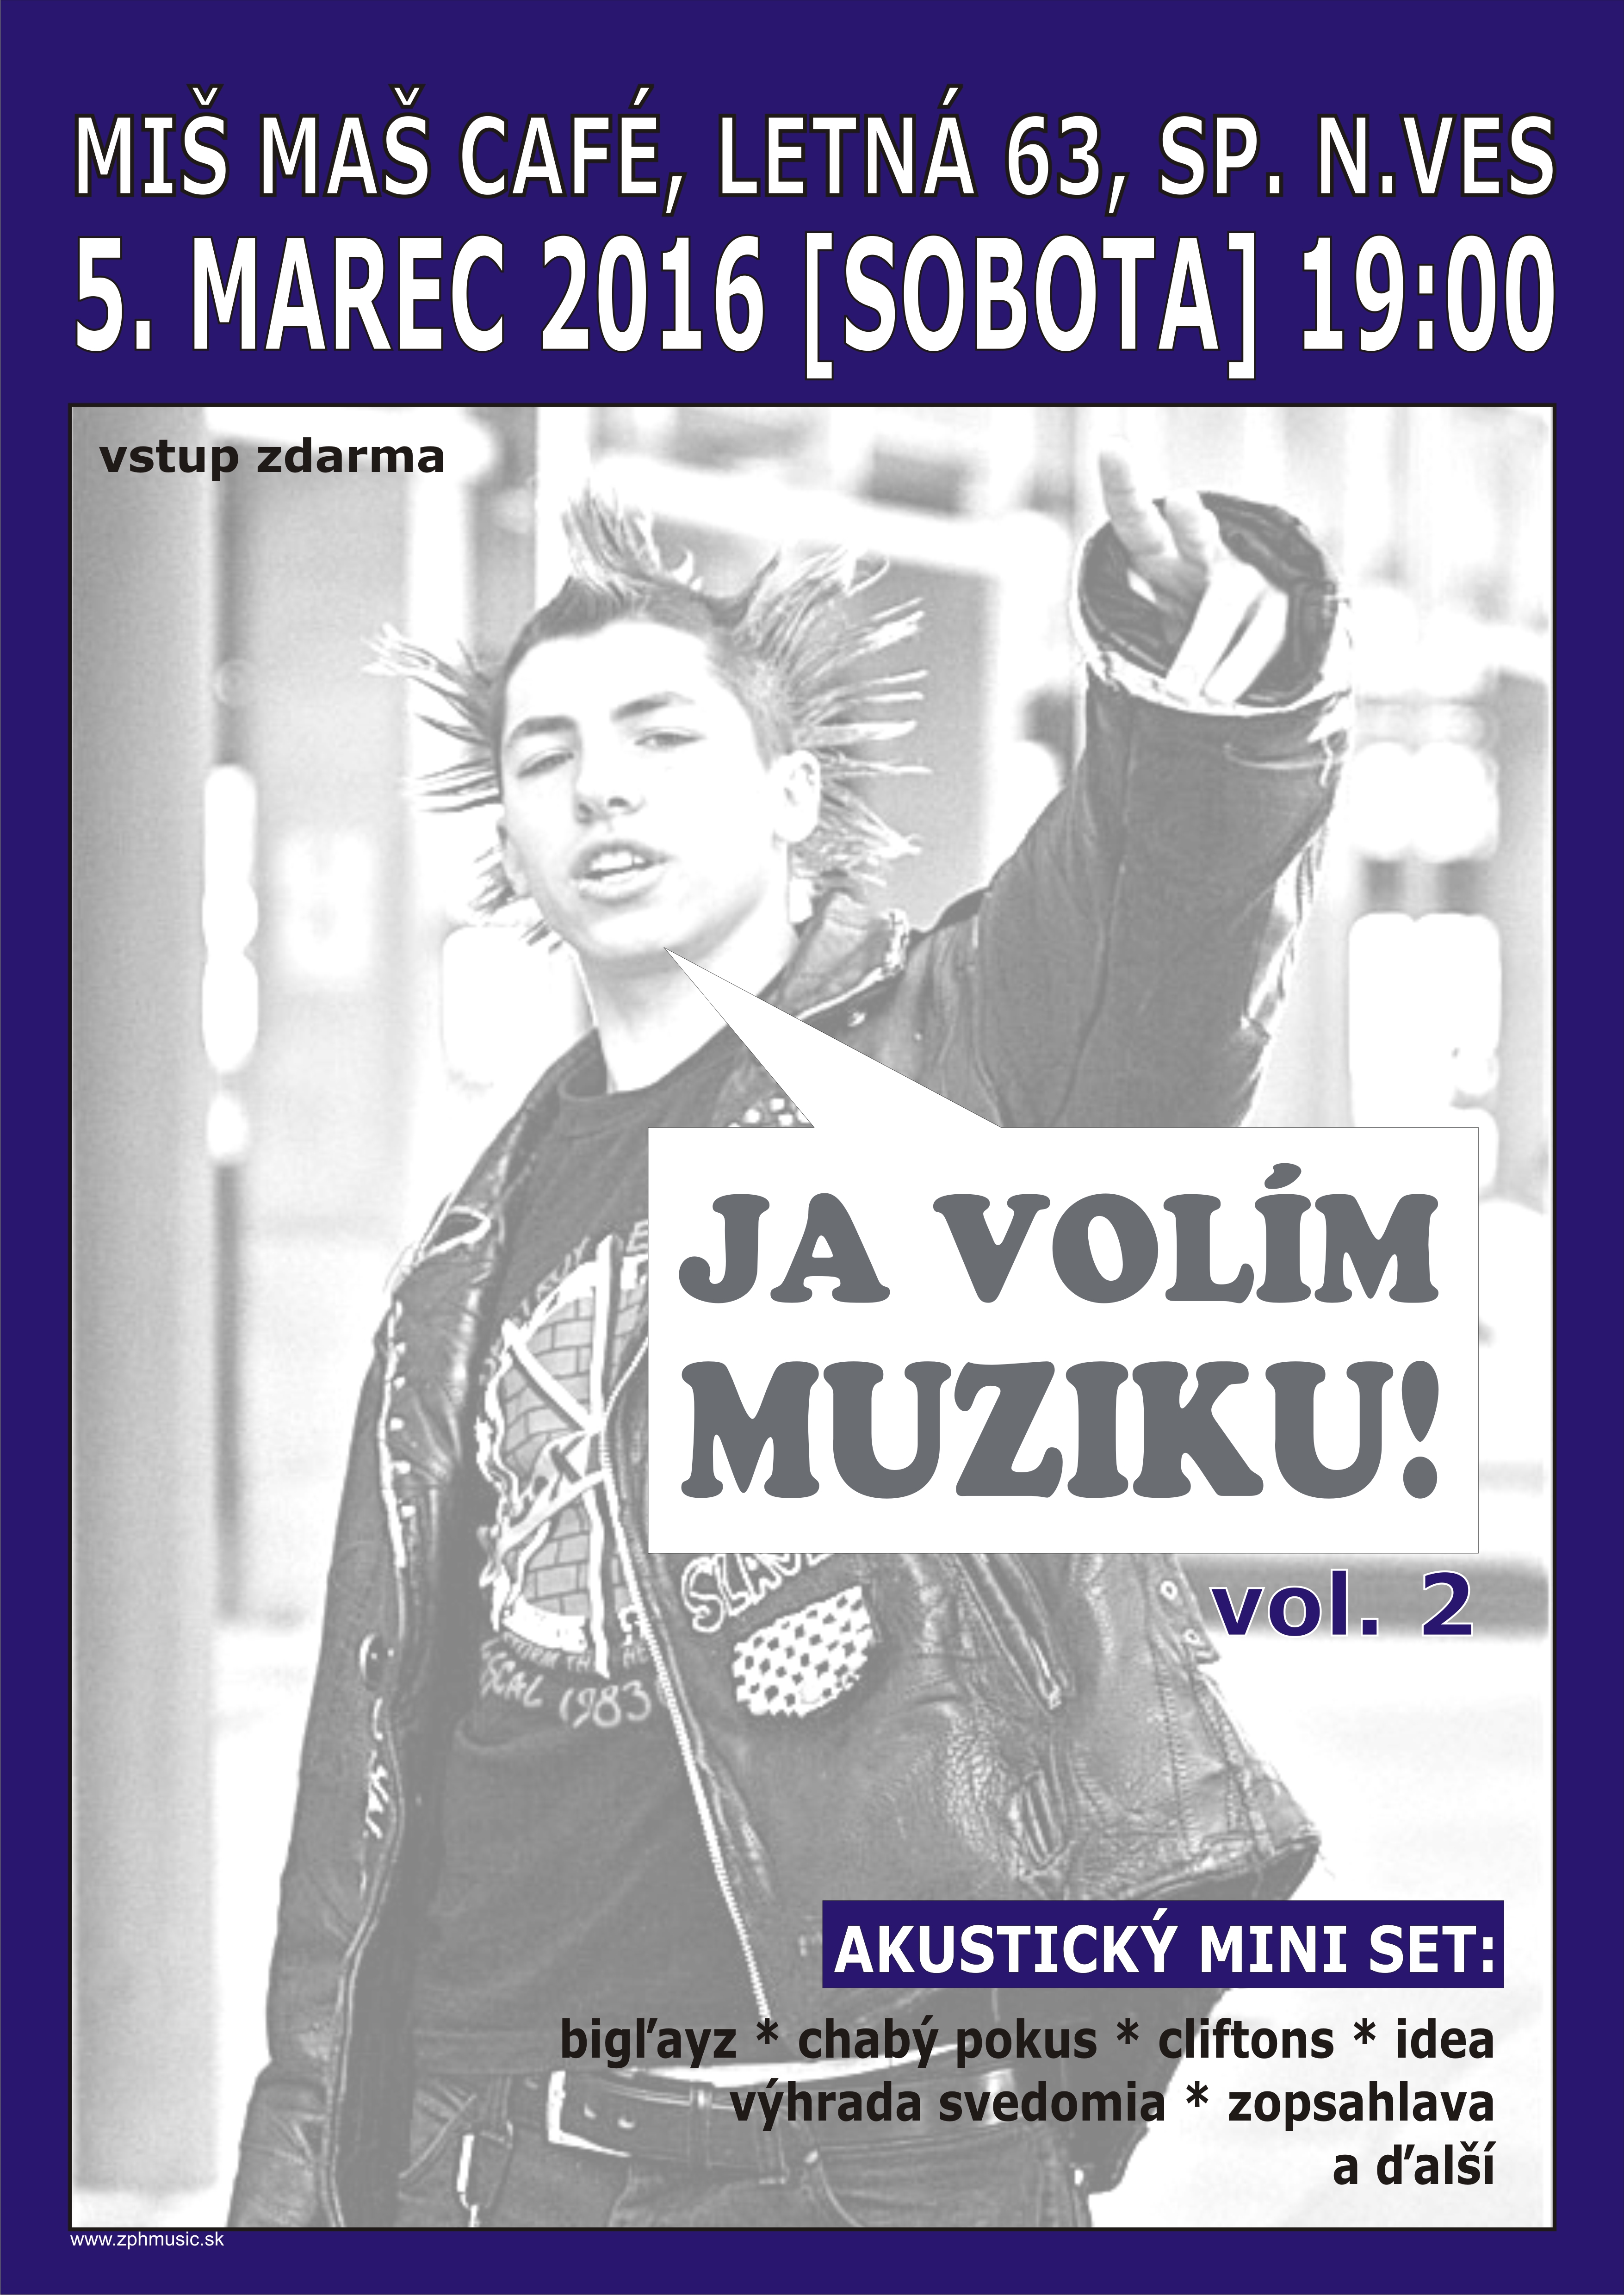 MIŠ MAŠ CAFÉ, LETNÁ 63, SP. N.VES
5. MAREC 2016 [SOBOTA] 19:00
vstup zdarma
JA VOLÍM
MUZIKU!
vol. 2
1983
AKUSTICKÝ MINI SET:
bigľayz * chabý pokus * cliftons * idea
výhrada svedomia * zopsahlava
a ďalší
www.zphmusic.sk